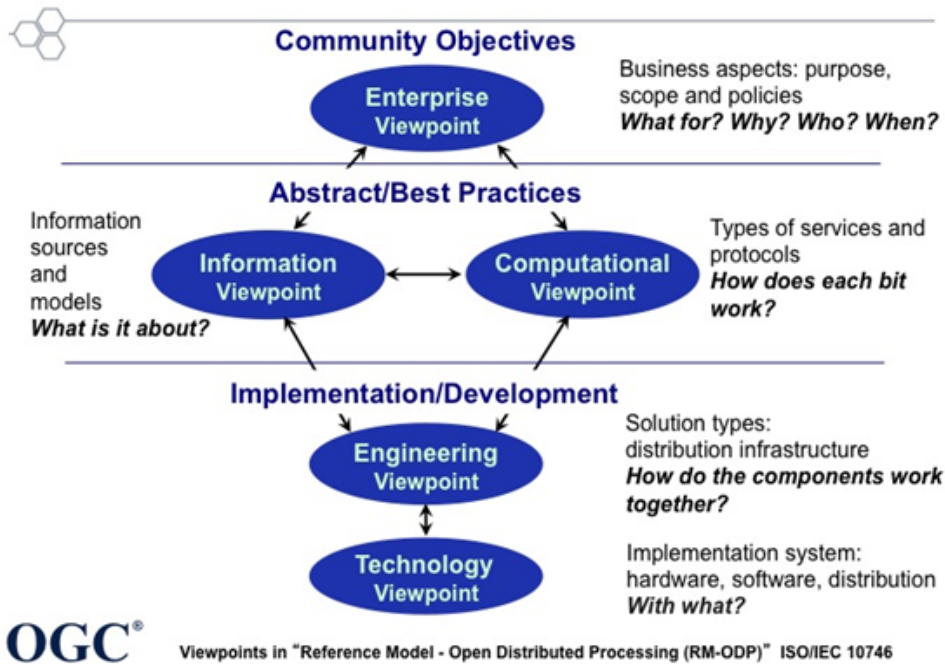 Community Objectives
Enterprise
Viewpoint
Business aspects: purpose,
scope and policies
What for? Why? Who? When?
Abstract/Best Practices
Information
sources
and
models
What is it about?
Information
Viewpoint
Computational
Viewpoint
Types of services and
protocols
How does each bit
work?
Implementation/Development
Engineering
Viewpoint
Solution types:
distribution infrastructure
How do the components work
together?
Technology
Viewpoint
Implementation system:
hardware, software, distribution
With what?
OGC®
Viewpoints in “Reference Model - Open Distributed Processing (RM-ODP)” ISO/IEC 10746